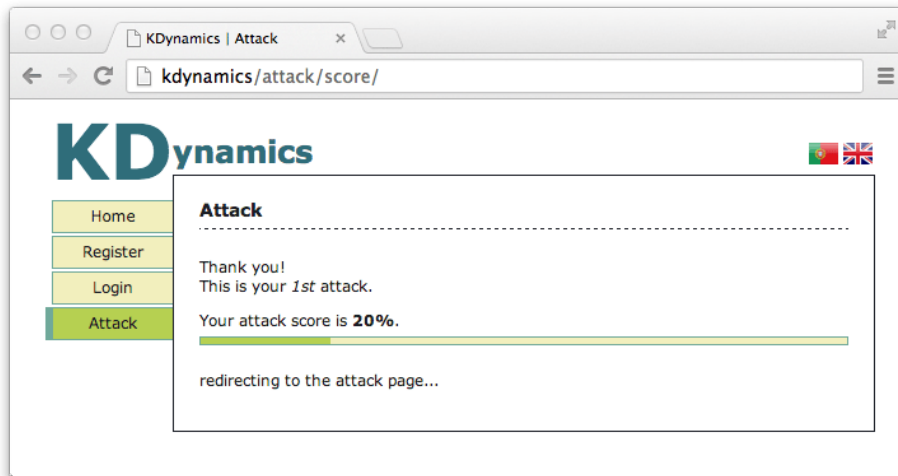 KDynamics | Attack
kdynamics/attack/score/
KDynamics
Home
Register
Login
Attack
Attack
Thank you!
This is your 1st attack.
Your attack score is 20%.
redirecting to the attack page...